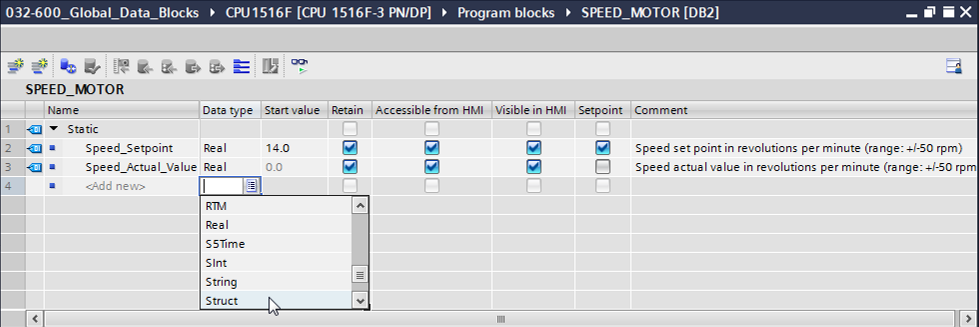 032-600_Global_Data_Blocks ▸ CPU1516F [CPU 1516F-3 PN/DP] ▸ Program blocks ▸ SPEED_MOTOR [DB2]
SPEED_MOTOR
Name Data type Start value Retain Accessible from HMI Visible in HMI Setpoint Comment
1 Static
2 Speed_Setpoint Real 14.0 Speed set point in revolutions per minute (range: +/-50 rpm)
3 Speed_Actual_Value Real 0.0 Speed actual value in revolutions per minute (range: +/-50 rpm
4 <Add new>
RTM
Real
S5Time
SInt
String
Struct